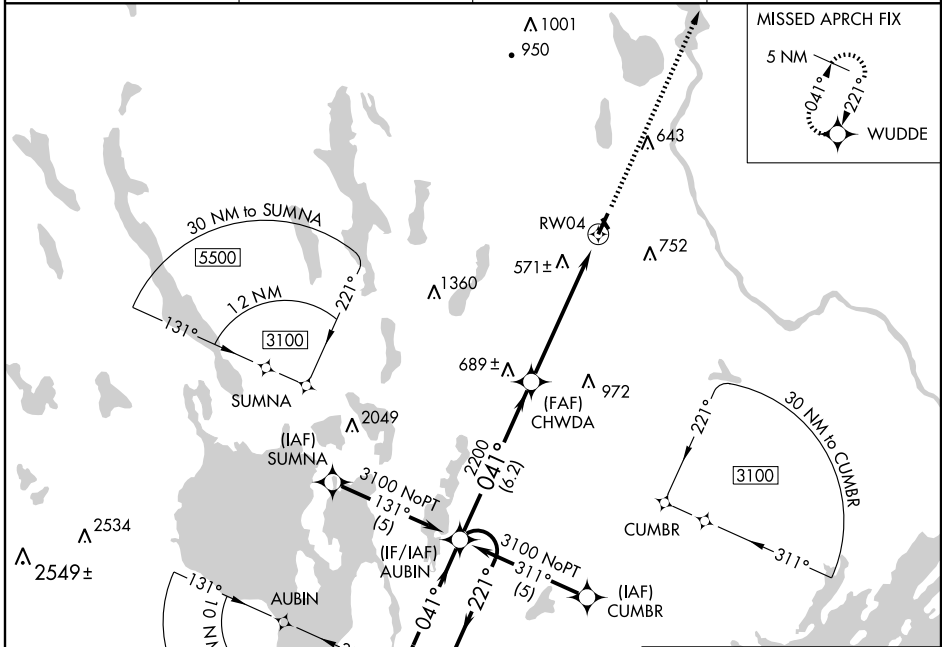 MISSED APRCH FIX
5 NM
041°
221°
WUDDE
1001
950
643
RW04
752
571±
1360
30 NM to SUMNA
5500
12 NM
221°
131°
3100
SUMNA
689±
972
(FAF)
CHWDA
2049
(IAF)
SUMNA
3100 NoPT
131°
(5)
2200
041°
(6.2)
30 NM to CUMBR
221°
3100
CUMBR
311°
2534
2549±
(IF/IAF)
AUBIN
3100 NoPT
311°
(5)
(IAF)
CUMBR
131°
AUBIN
10 NM
041°
221°